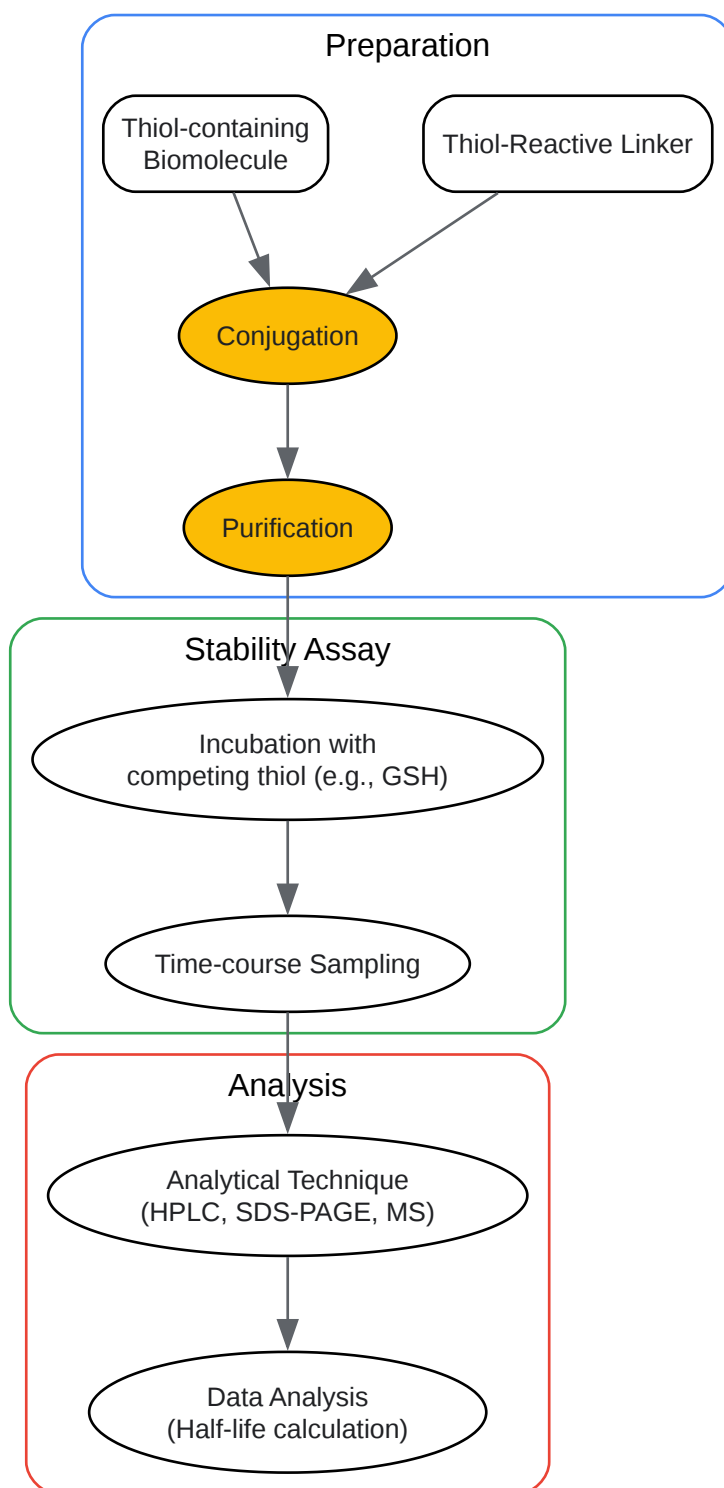 Preparation
Thiol-containing
Biomolecule
Thiol-Reactive Linker
Conjugation
Purification
Stability Assay
Incubation with
competing thiol (e.g., GSH)
Time-course Sampling
Analysis
Analytical Technique
(HPLC, SDS-PAGE, MS)
Data Analysis
(Half-life calculation)